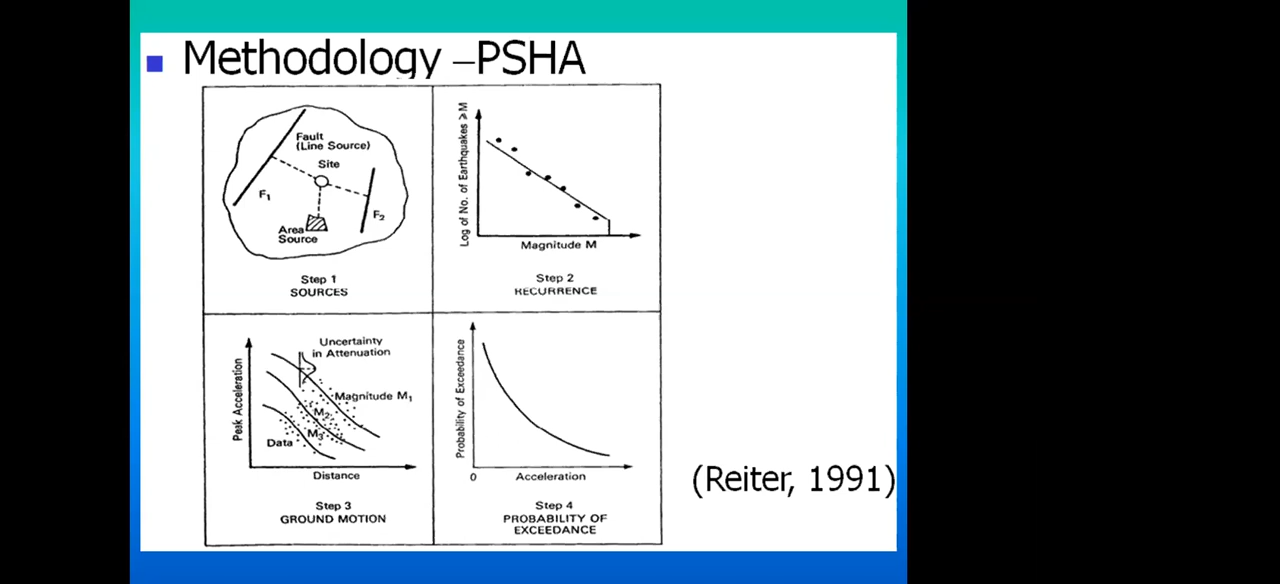 Methodology –PSHA
Fault
(Line Source)
Site
F1
F2
Area
Source
Step 1
SOURCES
Log of No. of Earthquakes ⩾M
Magnitude M
Step 2
RECURRENCE
Uncertainty
in Attenuation
Peak Acceleration
Magnitude M1
M2
M3
Data
Distance
Step 3
GROUND MOTION
Probability of Exceedance
0
Acceleration
Step 4
PROBABILITY OF
EXCEEDANCE
(Reiter, 1991)